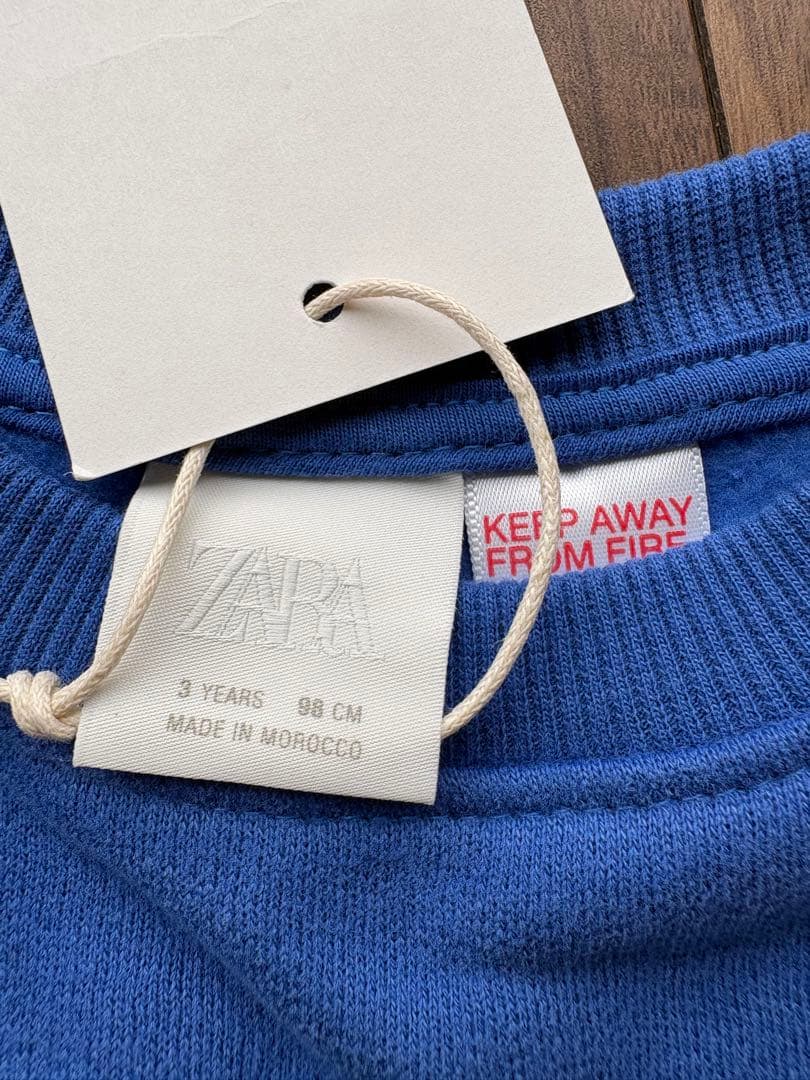 ZARA
3 YEARS 98 CM
MADE IN MOROCCO
KEEP AWAY
FROM FIRE